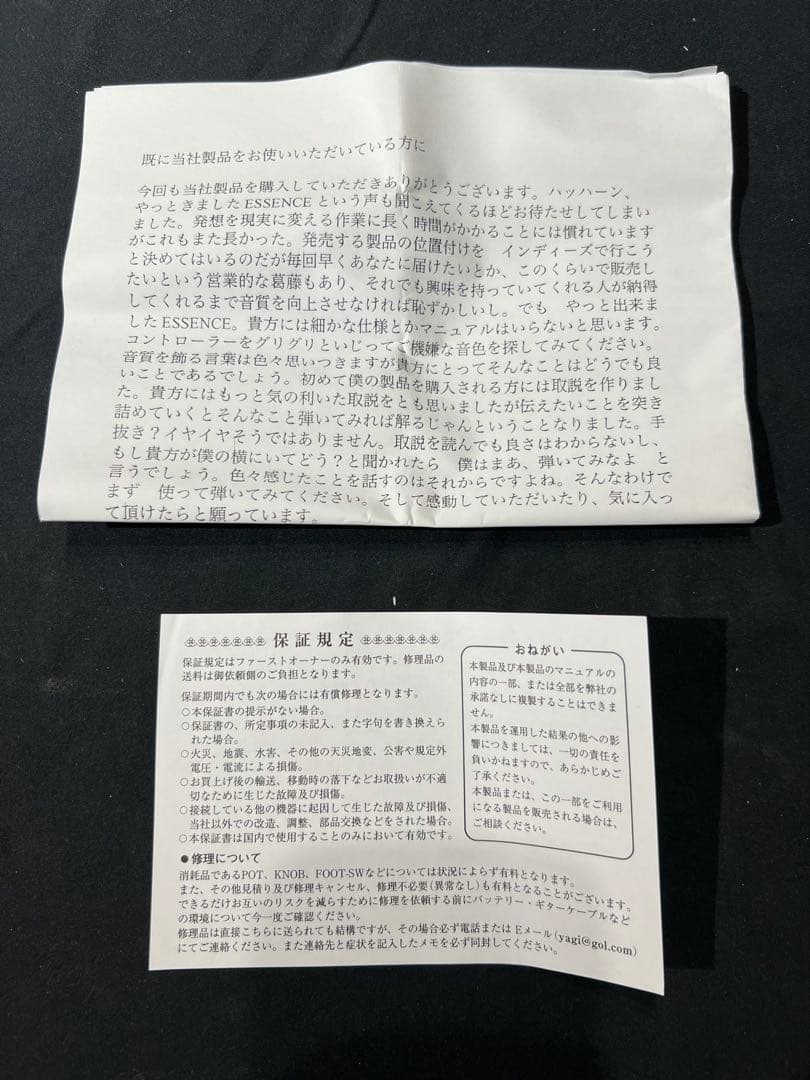 既に当社製品をお使いいただいている方に
今回も当社製品を購入していただきありがとうございます。ハッハーン、
やっときました ESSENCE という声も聞こえてくるほどお待たせしてしまい
ました。発想を現実に変える作業に長く時間がかかることには慣れています
がこれもまた長かった。発売する製品の位置付けを　インディーズで行こう
と決めてはいるのだが毎回早くあなたに届けたいとか、このくらいで販売し
たいという営業的な葛藤もあり、それでも興味を持っていてくれる人が納得
してくれるまで音質を向上させなければ恥ずかしいし。でも　やっと出来ま
した ESSENCE。貴方には細かな仕様とかマニュアルはいらないと思います。
コントローラーをグリグリといじってご機嫌な音色を探してみてください。
音質を飾る言葉は色々思いつきますが貴方にとってそんなことはどうでも良
いことであるでしょう。初めて僕の製品を購入される方には取説を作りまし
た。貴方にはもっと気の利いた取説をとも思いましたが伝えたいことを突き
詰めていくとそんなこと弾いてみれば解るじゃんということなりました。手
抜き？イヤイヤそうではありません。取説を読んでも良さはわからないし、
もし貴方が僕の横にいてどう？と聞かれたら　僕はまあ、弾いてみなよ　と
言うでしょう。色々感じたことを話すのはそれからですよね。そんなわけで
まず　使って弾いてみてください。そして感動していただいたり、気に入っ
て頂けたらと願っています。
保証規定
保証規定はファーストオーナーのみ有効です。修理品の
送料は御依頼側のご負担となります。
保証期間内でも次の場合には有償修理となります。
○本保証書の提示がない場合。
○保証書の、所定事項の未記入、また字句を書き換えら
れた場合。
○火災、地震、水害、その他の天災地変、公害や規定外
電圧・電流による損傷。
○お買上げ後の輸送、移動時の落下などお取扱いが不適
切なために生じた故障及び損傷。
○接続している他の機器に起因して生じた故障及び損傷、
当社以外での改造、調整、部品交換などをされた場合。
○本保証書は国内で使用することのみにおいて有効です。
おねがい
本製品及び本製品のマニュアルの
内容の一部、または全部を弊社の
承諾なしに複製することはできま
せん。
本製品を運用した結果の他への影
響につきましては、一切の責任を
負いかねますので、あらかじめご
了承ください。
本製品または、この一部をご利用
になる製品を販売される場合は、
ご相談ください。
●修理について
消耗品であるPOT、KNOB、FOOT-SWなどについては状況によらず有料となります。
また、その他見積り及び修理キャンセル、修理不必要(異常なし)も有料となることがございます。
できるだけお互いのリスクを減らすために修理を依頼する前にバッテリー・ギターケーブルなど
の環境について今一度ご確認ください。
修理品は直接こちらに送られても結構ですが、その場合必ず電話または Eメール(yagi@gol.com)
にてご連絡ください。また連絡先と症状を記入したメモを必ず同封してください。